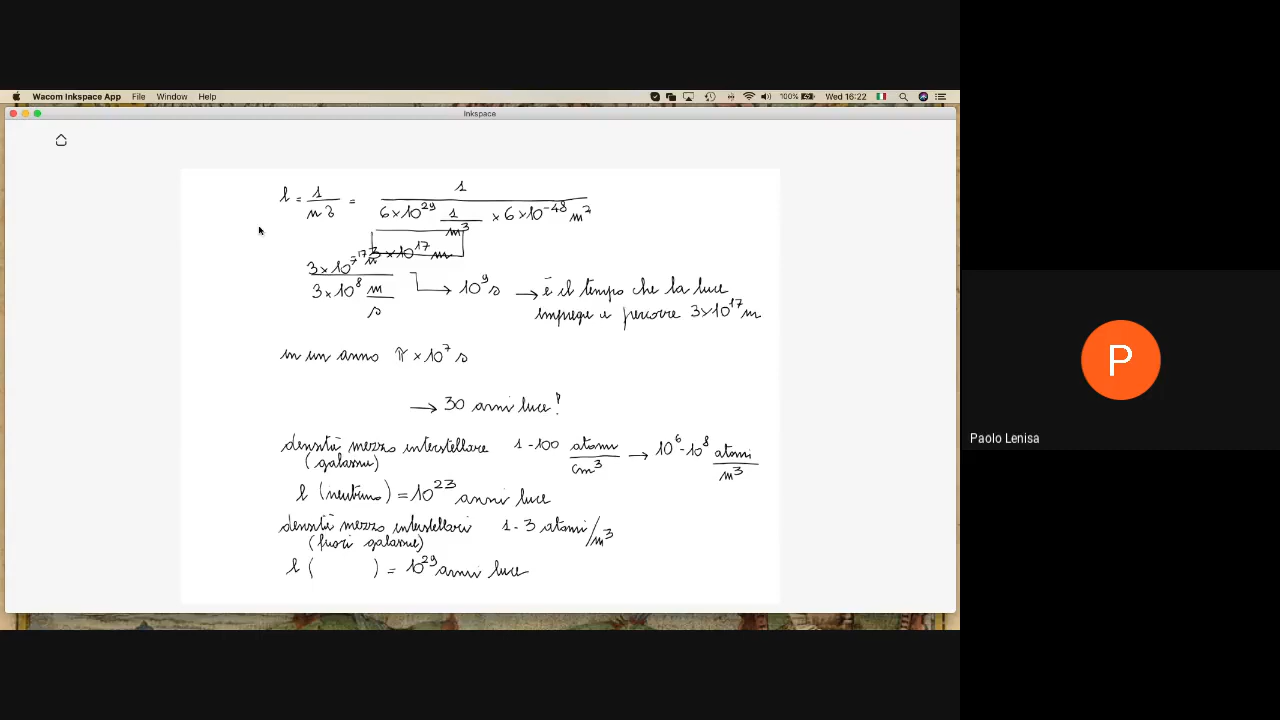 Wacom Inkspace App File Window Help 100% Wed 16:22
Inkspace
l = 1 / nσ = 1 / (6×10^29 1/m^3 × 6×10^-48 m^2)
3×10^17 m
3×10^17 m / 3×10^8 m/s → 10^9 s → è il tempo che la luce
impiega a percorre 3×10^17 m
in un anno π×10^7 s
→ 30 anni luce!
densità mezzo interstellare 1-100 atomi/cm^3 → 10^6-10^8 atomi/m^3
(galassie)
l (neutrino) = 10^23 anni luce
densità mezzo interstellari 1-3 atomi/m^3
(fuori galassie)
l ( ) = 10^29 anni luce
P
Paolo Lenisa